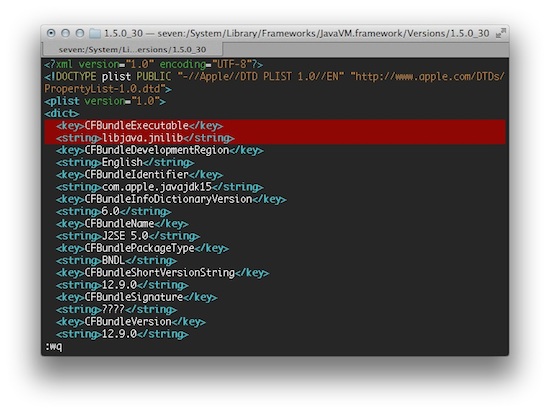 1.5.0_30 — seven:/System/Library/Frameworks/JavaVM.framework/Versions/1.5.0_30
seven:/System/Li...ersions/1.5.0_30
<?xml version="1.0" encoding="UTF-8"?>
<!DOCTYPE plist PUBLIC "-//Apple//DTD PLIST 1.0//EN" "http://www.apple.com/DTDs/
PropertyList-1.0.dtd">
<plist version="1.0">
<dict>
<key>CFBundleExecutable</key>
<string>libjava.jnilib</string>
<key>CFBundleDevelopmentRegion</key>
<string>English</string>
<key>CFBundleIdentifier</key>
<string>com.apple.javajdk15</string>
<key>CFBundleInfoDictionaryVersion</key>
<string>6.0</string>
<key>CFBundleName</key>
<string>J2SE 5.0</string>
<key>CFBundlePackageType</key>
<string>BNDL</string>
<key>CFBundleShortVersionString</key>
<string>12.9.0</string>
<key>CFBundleSignature</key>
<string>????</string>
<key>CFBundleVersion</key>
<string>12.9.0</string>
:wq